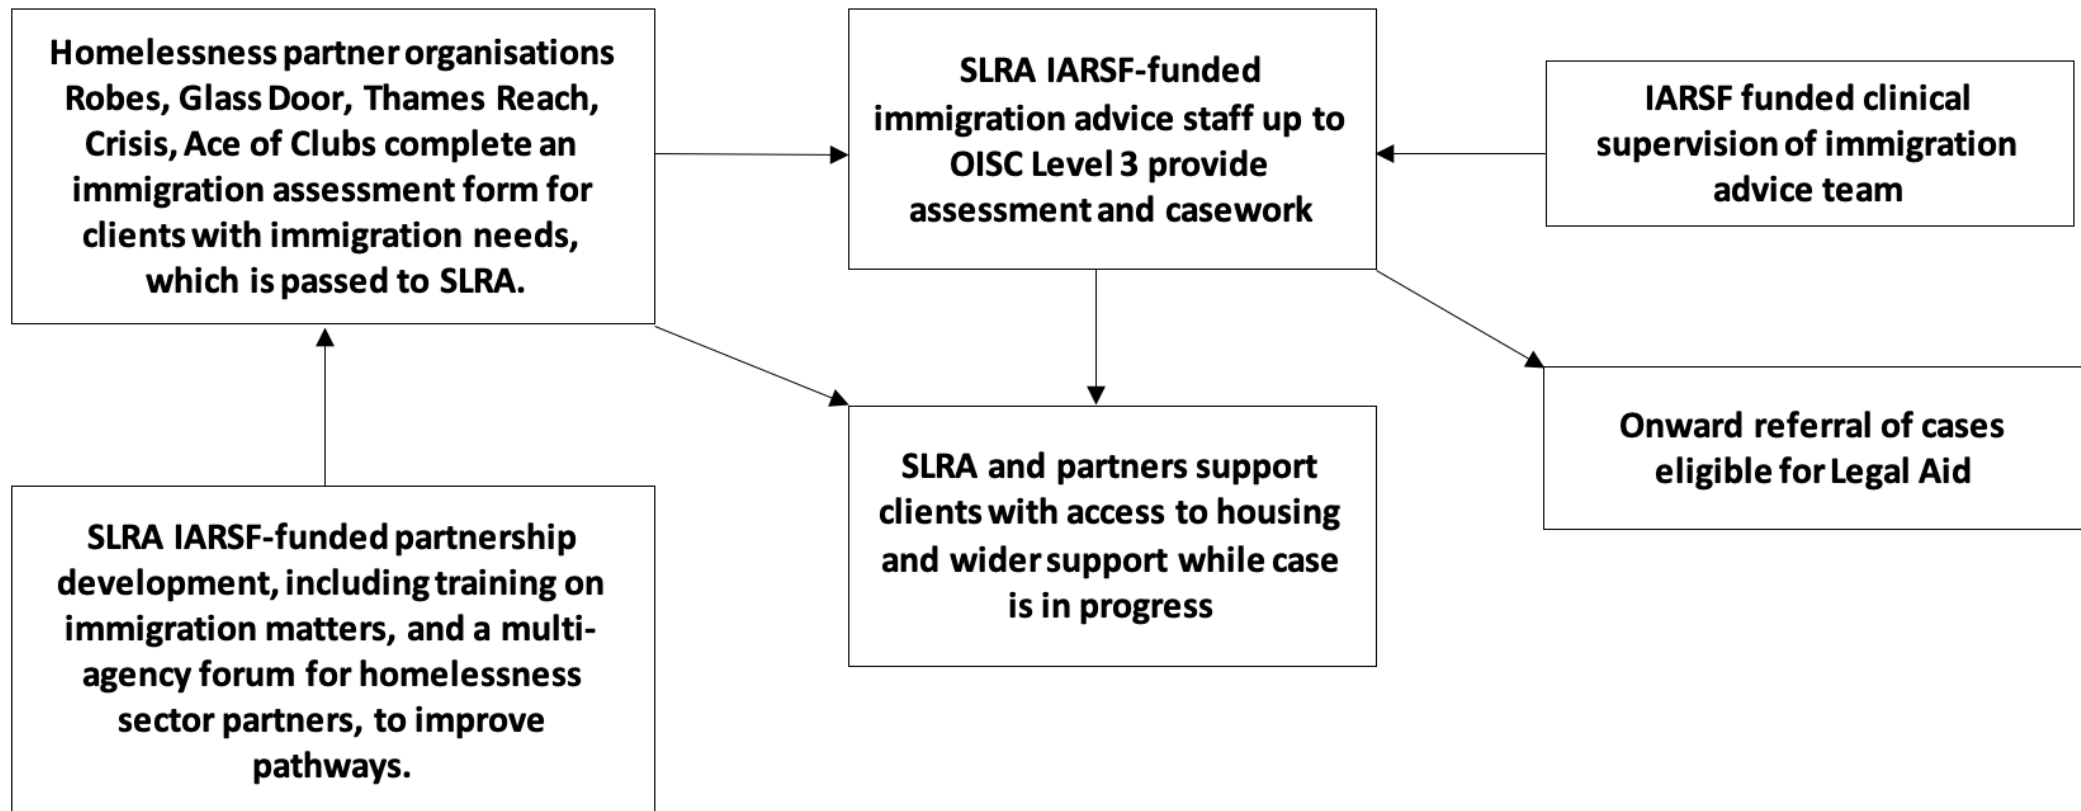 Homelessness partner organisations
Robes, Glass Door, Thames Reach,
Crisis, Ace of Clubs complete an
immigration assessment form for
clients with immigration needs,
which is passed to SLRA.
SLRA IARSF-funded
immigration advice staff up to
OISC Level 3 provide
assessment and casework
IARSF funded clinical
supervision of immigration
advice team
SLRA IARSF-funded partnership
development, including training on
immigration matters, and a multi-
agency forum for homelessness
sector partners, to improve
pathways.
SLRA and partners support
clients with access to housing
and wider support while case
is in progress
Onward referral of cases
eligible for Legal Aid